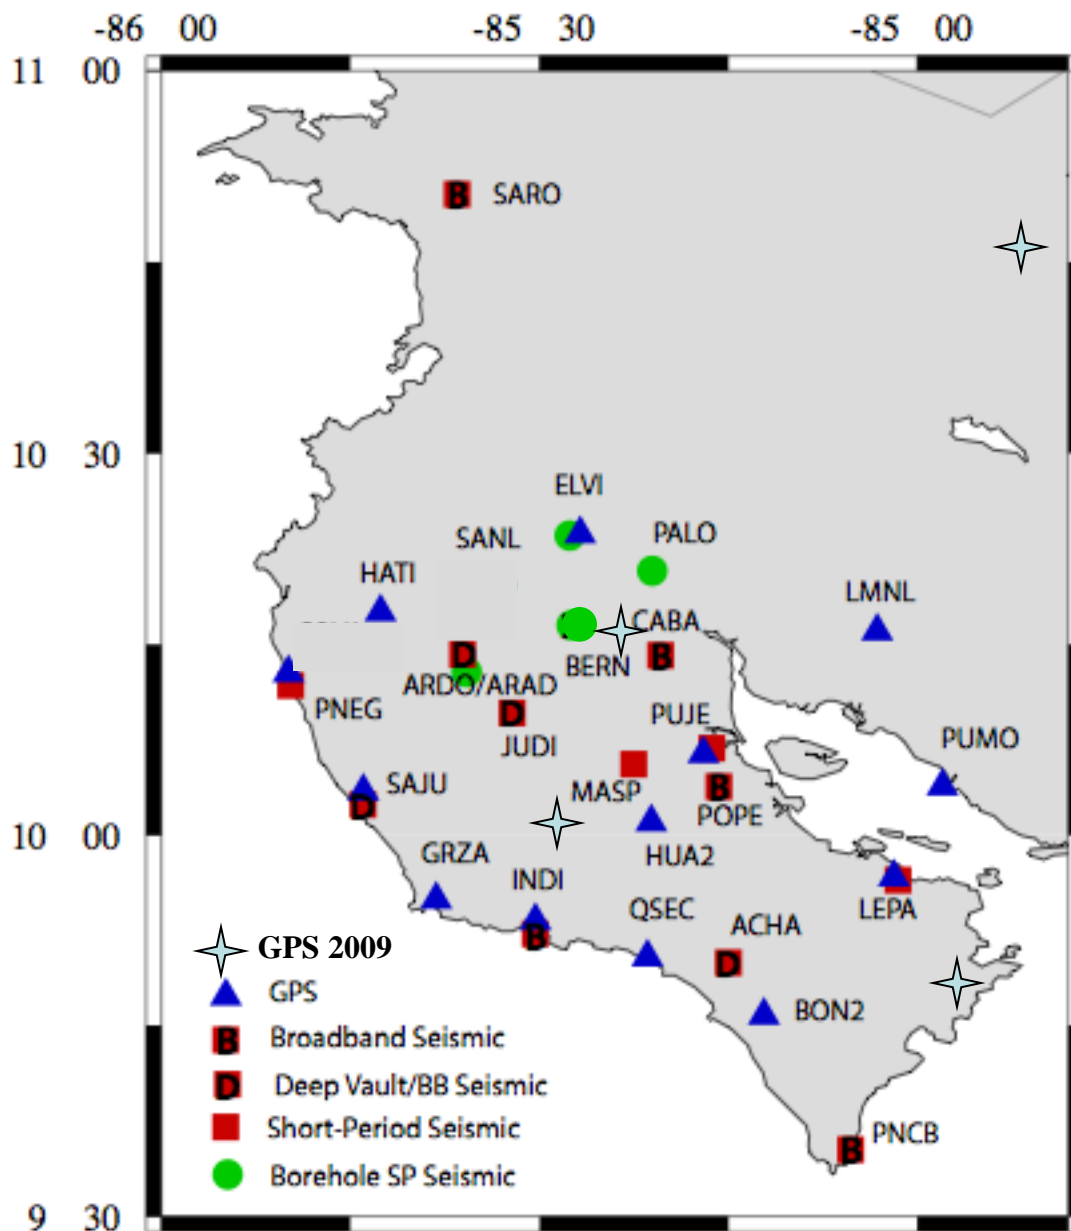 -86 00 -85 30 -85 00
11 00
B SARO
10 30
ELVI
SANL PALO
HATI LMNL
CABA
D BERN B
ARDO/ARAD
PNEG D PUJE
JUDI PUMO
SAJU MASP B
D POPE
10 00
GRZA HUA2
INDI
QSEC LEPA
B ACHA
GPS 2009 D
GPS BON2
B Broadband Seismic
D Deep Vault/BB Seismic
Short-Period Seismic PNCB
B
Borehole SP Seismic
9 30